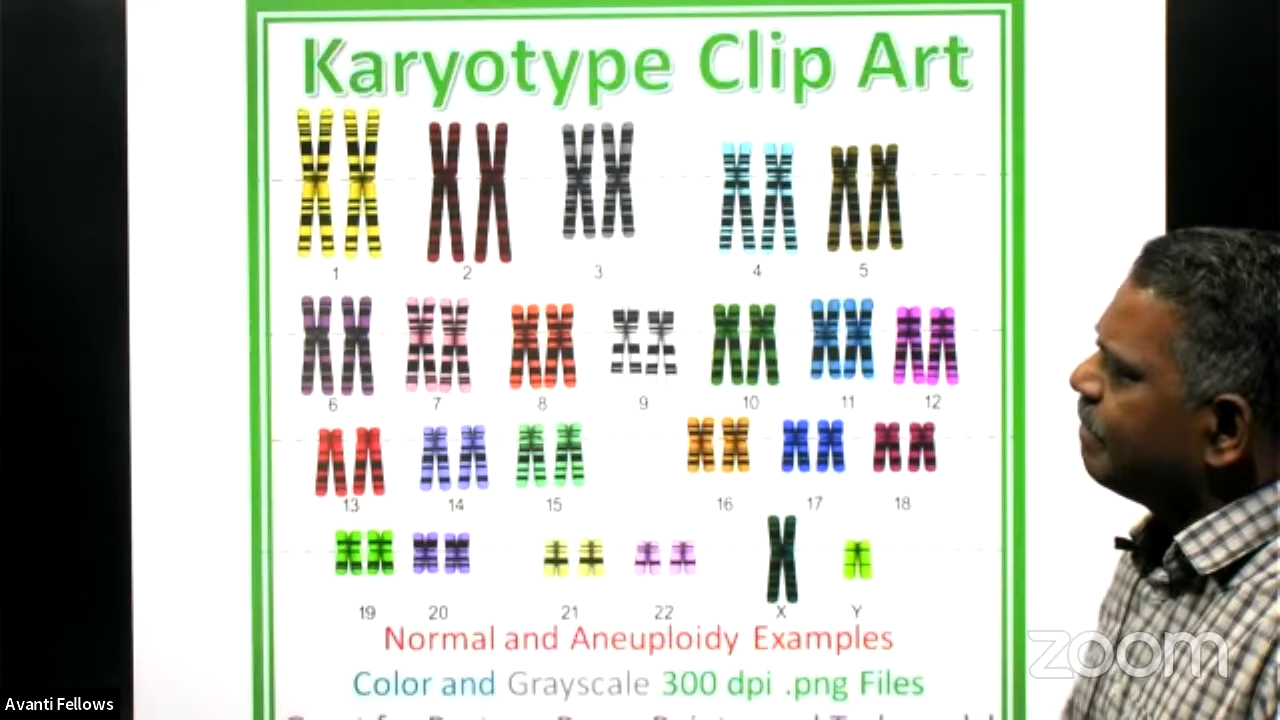 Karyotype Clip Art
1 2 3 4 5
6 7 8 9 10 11 12
13 14 15 16 17 18
19 20 21 22 X Y
Normal and Aneuploidy Examples
Color and Grayscale 300 dpi .png Files
zoom
Avanti Fellows